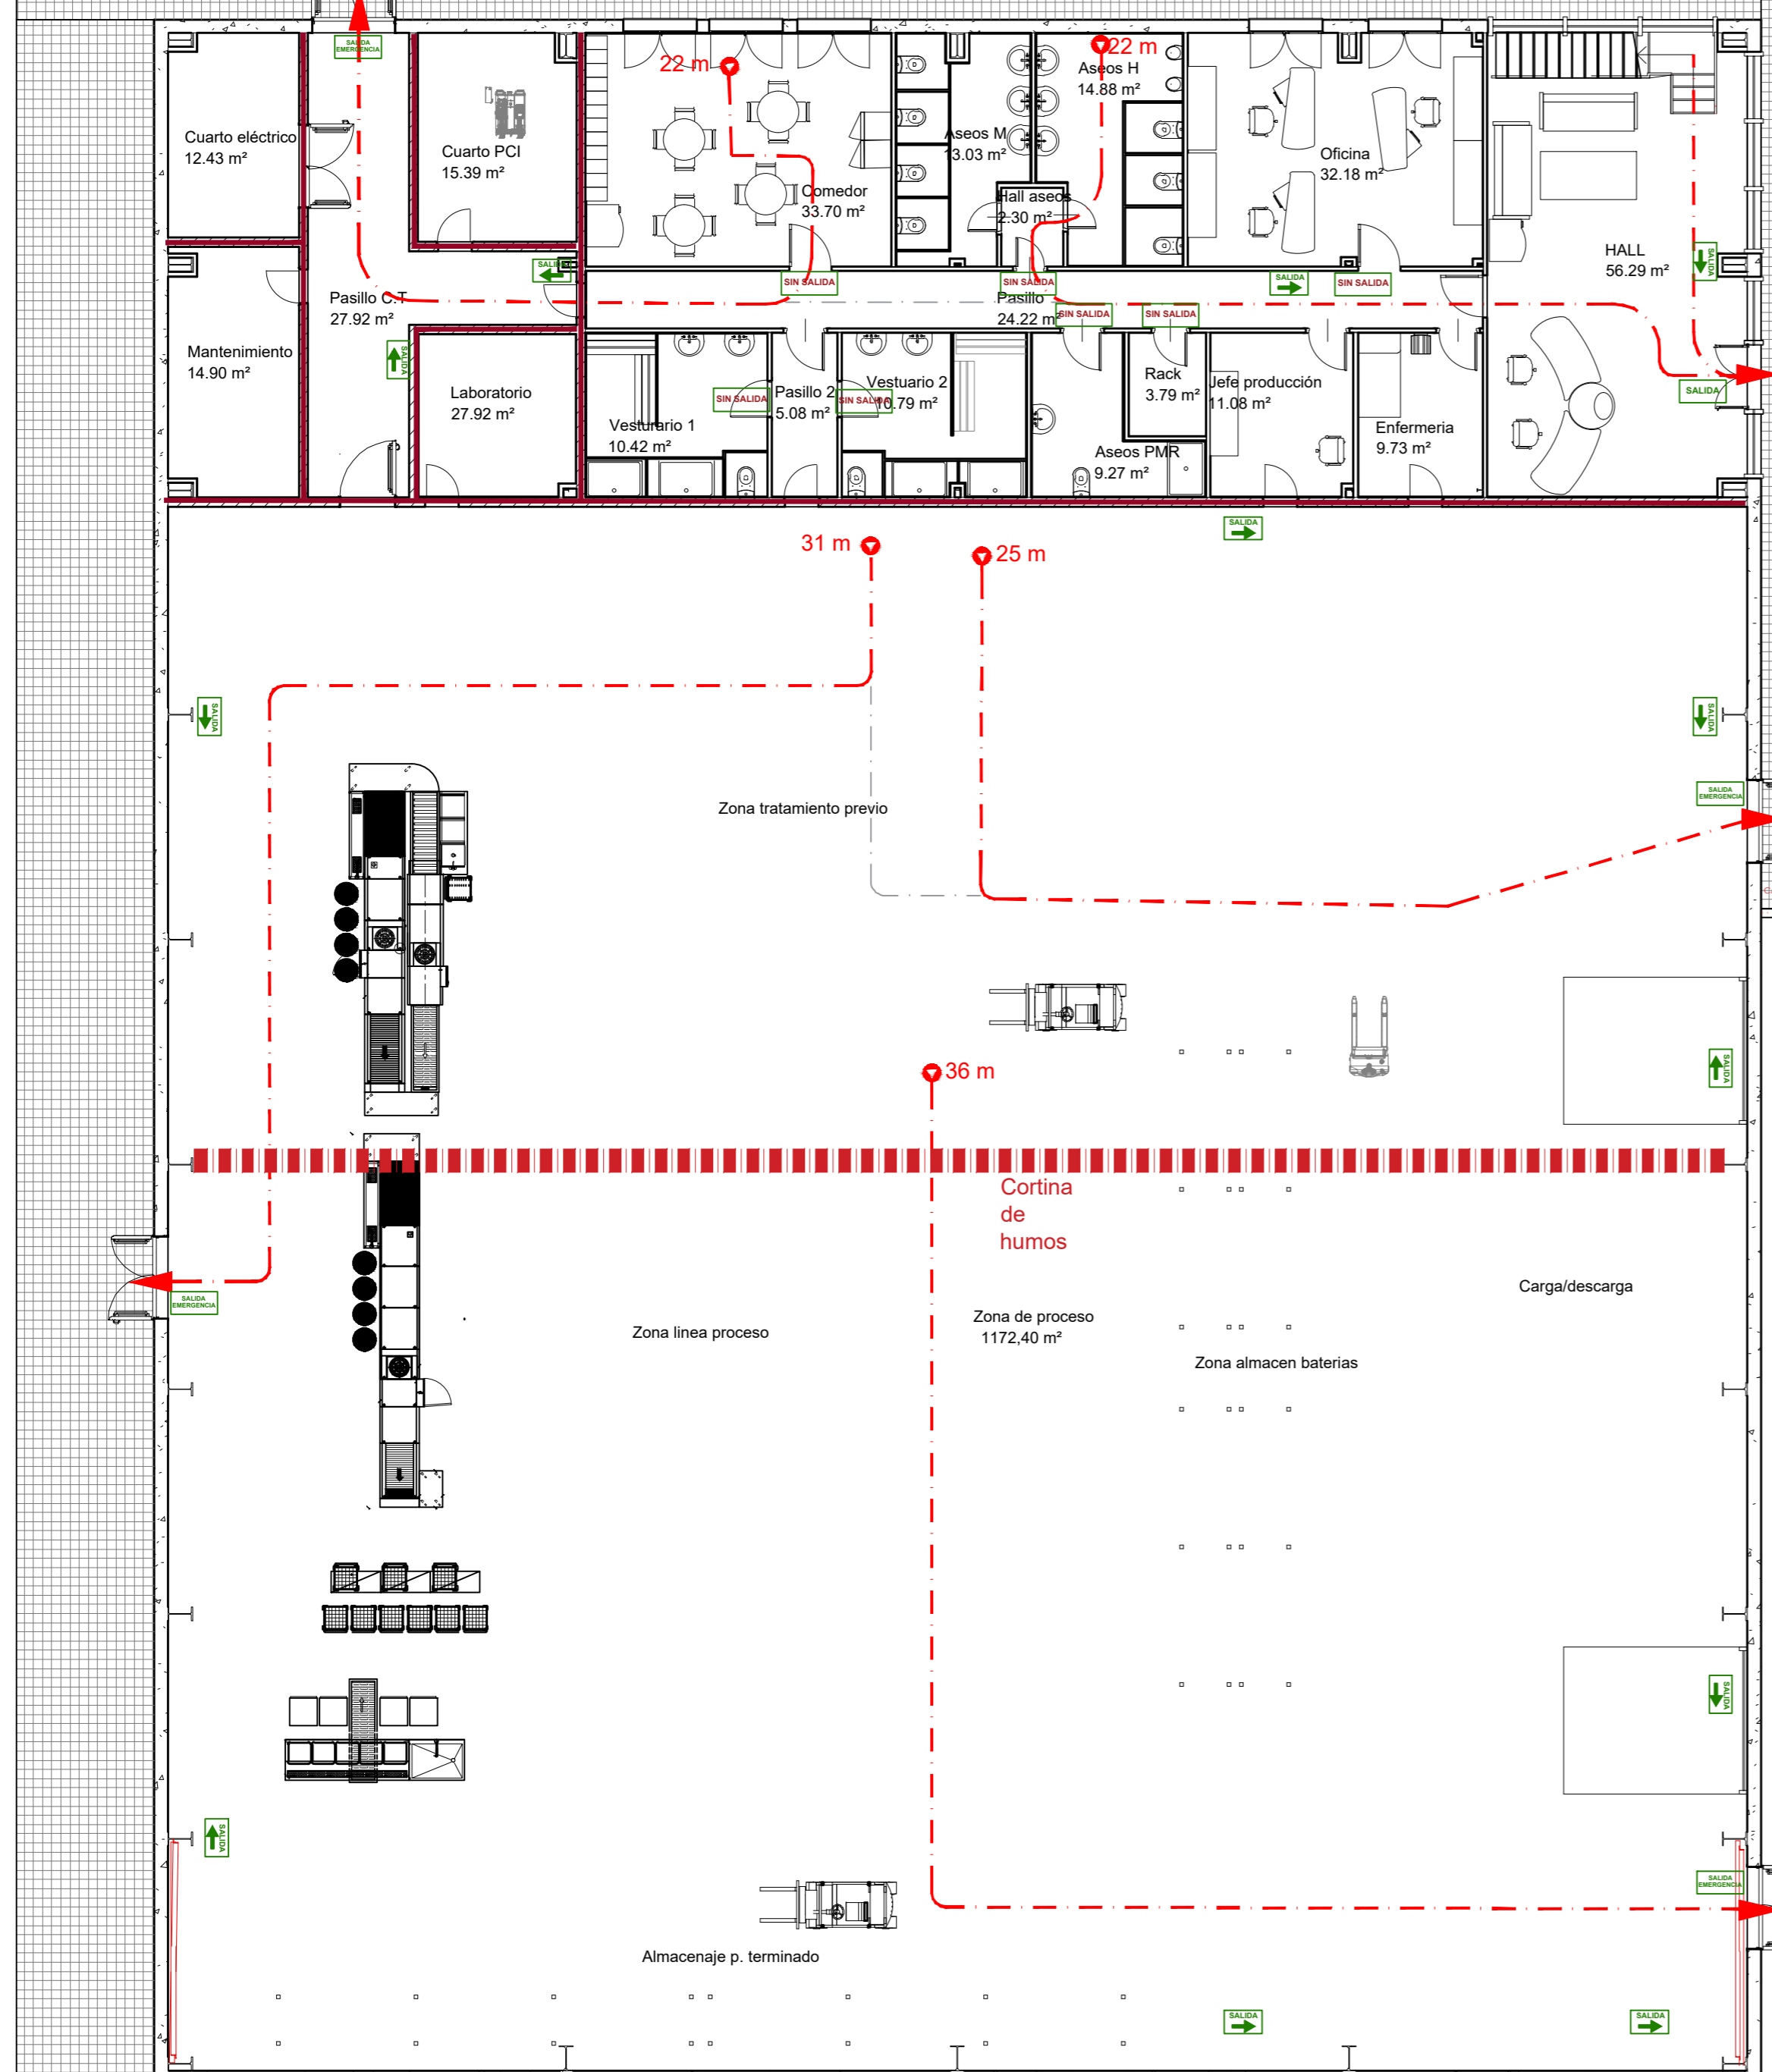 SALIDA
EMERGENCIA
22 m
22 m
Aseos H
14.88 m²
Cuarto eléctrico
12.43 m²
Cuarto PCI
15.39 m²
Aseos M
13.03 m²
Oficina
32.18 m²
Comedor
33.70 m²
Hall aseos
2.30 m²
HALL
56.29 m²
SALIDA
SALIDA
SIN SALIDA
SIN SALIDA
SALIDA
SIN SALIDA
Pasillo C.T
27.92 m²
Pasillo
24.22 m²
SIN SALIDA
SIN SALIDA
Mantenimiento
14.90 m²
SALIDA
Laboratorio
27.92 m²
Vesturario 1
10.42 m²
SIN SALIDA
Pasillo 2
5.08 m²
SIN SALIDA
Vestuario 2
10.79 m²
Rack
3.79 m²
Jefe producción
11.08 m²
SALIDA
Aseos PMR
9.27 m²
Enfermeria
9.73 m²
31 m
25 m
SALIDA
SALIDA
SALIDA
SALIDA
EMERGENCIA
Zona tratamiento previo
36 m
SALIDA
Cortina
de
humos
SALIDA
EMERGENCIA
Carga/descarga
Zona linea proceso
Zona de proceso
1172,40 m²
Zona almacen baterias
SALIDA
SALIDA
SALIDA
EMERGENCIA
Almacenaje p. terminado
SALIDA
SALIDA